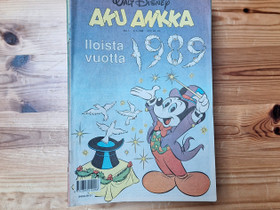 Walt Disney
AKU ANKKA
Iloista
vuotta
1989